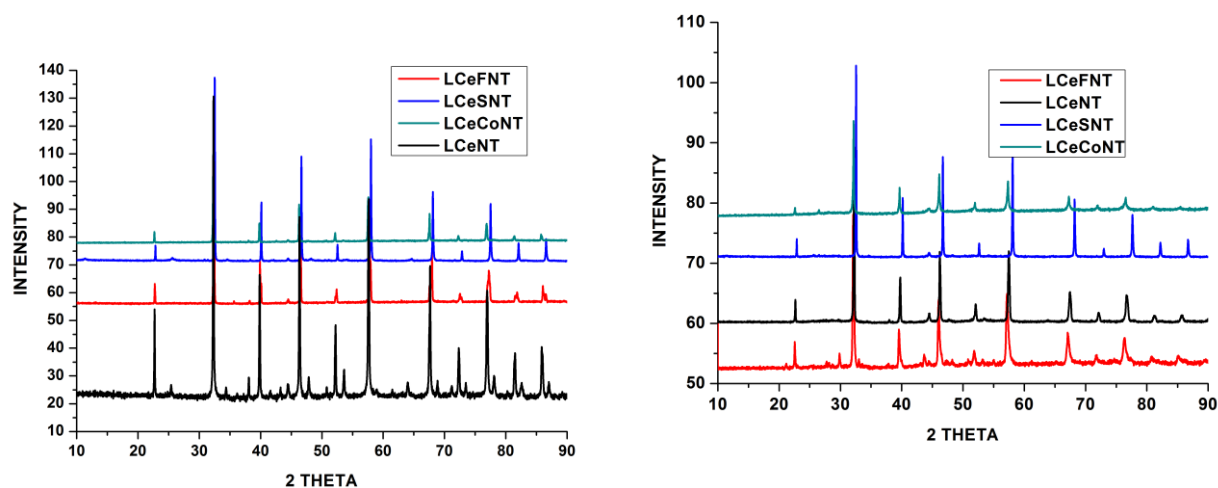 140
130
120
110
100
90
80
70
60
50
40
30
20
10
INTENSITY
LCeFNT
LCeSNT
LCeCoNT
LCeNT
10 20 30 40 50 60 70 80 90
2 THETA
110
100
90
80
70
60
50
INTENSITY
LCeFNT
LCeNT
LCeSNT
LCeCoNT
10 20 30 40 50 60 70 80 90
2 THETA